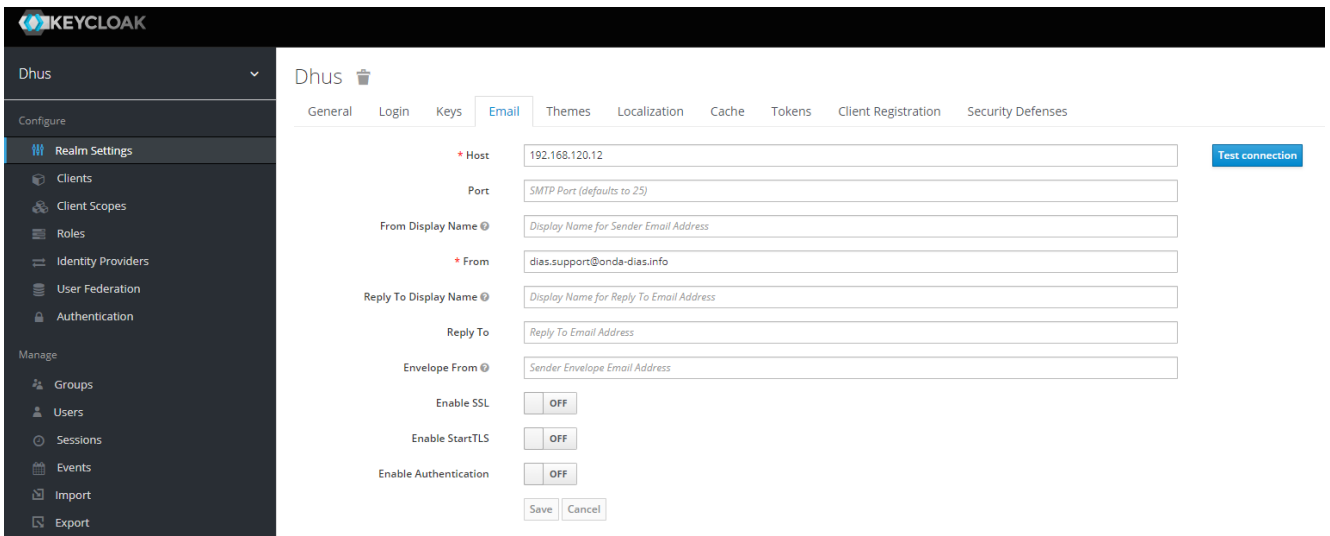 KEYCLOAK
Dhus
Configure
Realm Settings
Clients
Client Scopes
Roles
Identity Providers
User Federation
Authentication
Manage
Groups
Users
Sessions
Events
Import
Export
Dhus
General Login Keys Email Themes Localization Cache Tokens Client Registration Security Defenses
* Host 192.168.120.12 Test connection
Port SMTP Port (defaults to 25)
From Display Name Display Name for Sender Email Address
* From dias.support@onda-dias.info
Reply To Display Name Display Name for Reply To Email Address
Reply To Reply To Email Address
Envelope From Sender Envelope Email Address
Enable SSL OFF
Enable StartTLS OFF
Enable Authentication OFF
Save Cancel